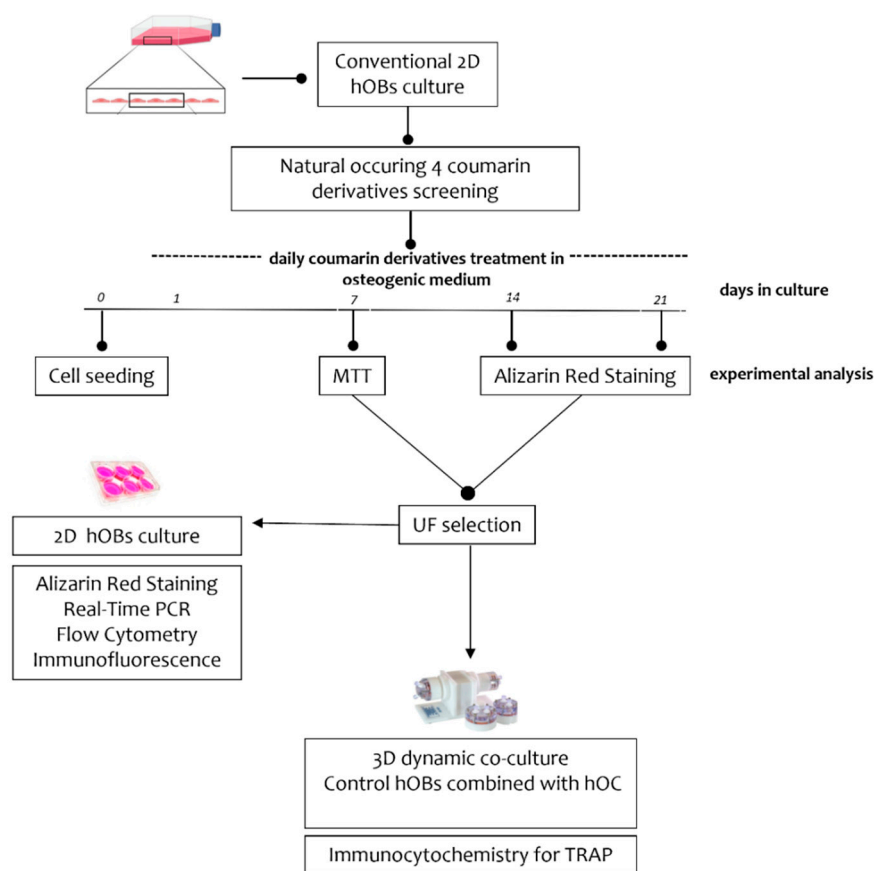 Conventional 2D
hOBs culture
Natural occuring 4 coumarin
derivatives screening
daily coumarin derivatives treatment in
osteogenic medium
0 1 7 14 21
days in culture
Cell seeding
MTT
Alizarin Red Staining
experimental analysis
UF selection
2D hOBs culture
Alizarin Red Staining
Real-Time PCR
Flow Cytometry
Immunofluorescence
3D dynamic co-culture
Control hOBs combined with hOC
Immunocytochemistry for TRAP